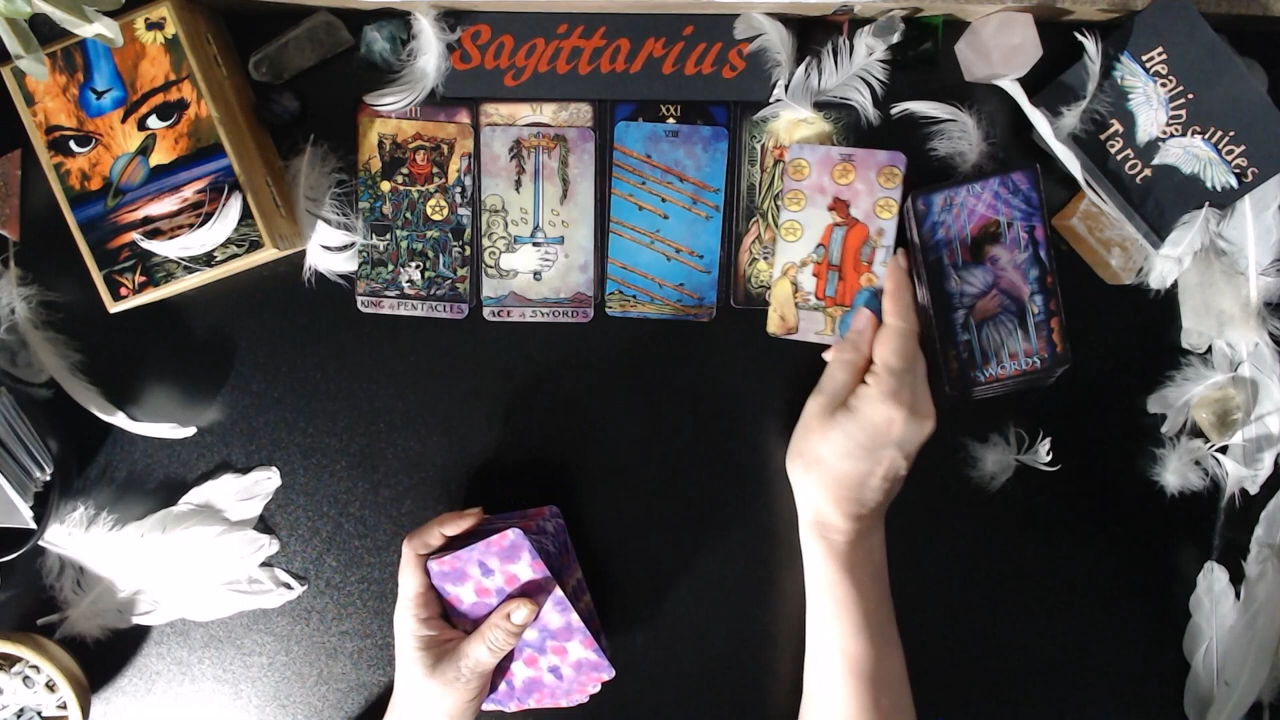 Sagittarius
Healing Guides
Tarot
III
VI
XXI
VIII
KING of PENTACLES
ACE of SWORDS
IX
SWORDS